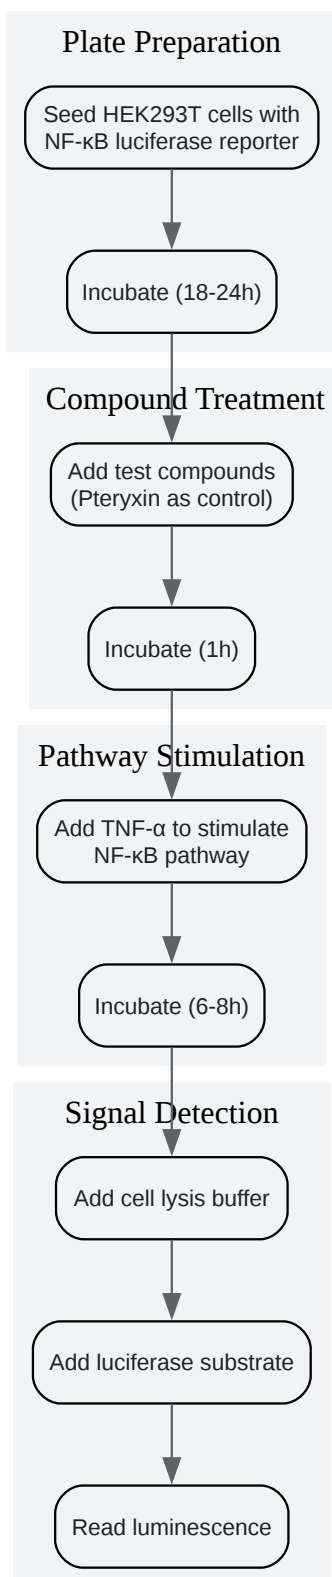 Plate Preparation
Seed HEK293T cells with
NF-κB luciferase reporter
Incubate (18-24h)
Compound Treatment
Add test compounds
(Pteryxin as control)
Incubate (1h)
Pathway Stimulation
Add TNF-α to stimulate
NF-κB pathway
Incubate (6-8h)
Signal Detection
Add cell lysis buffer
Add luciferase substrate
Read luminescence